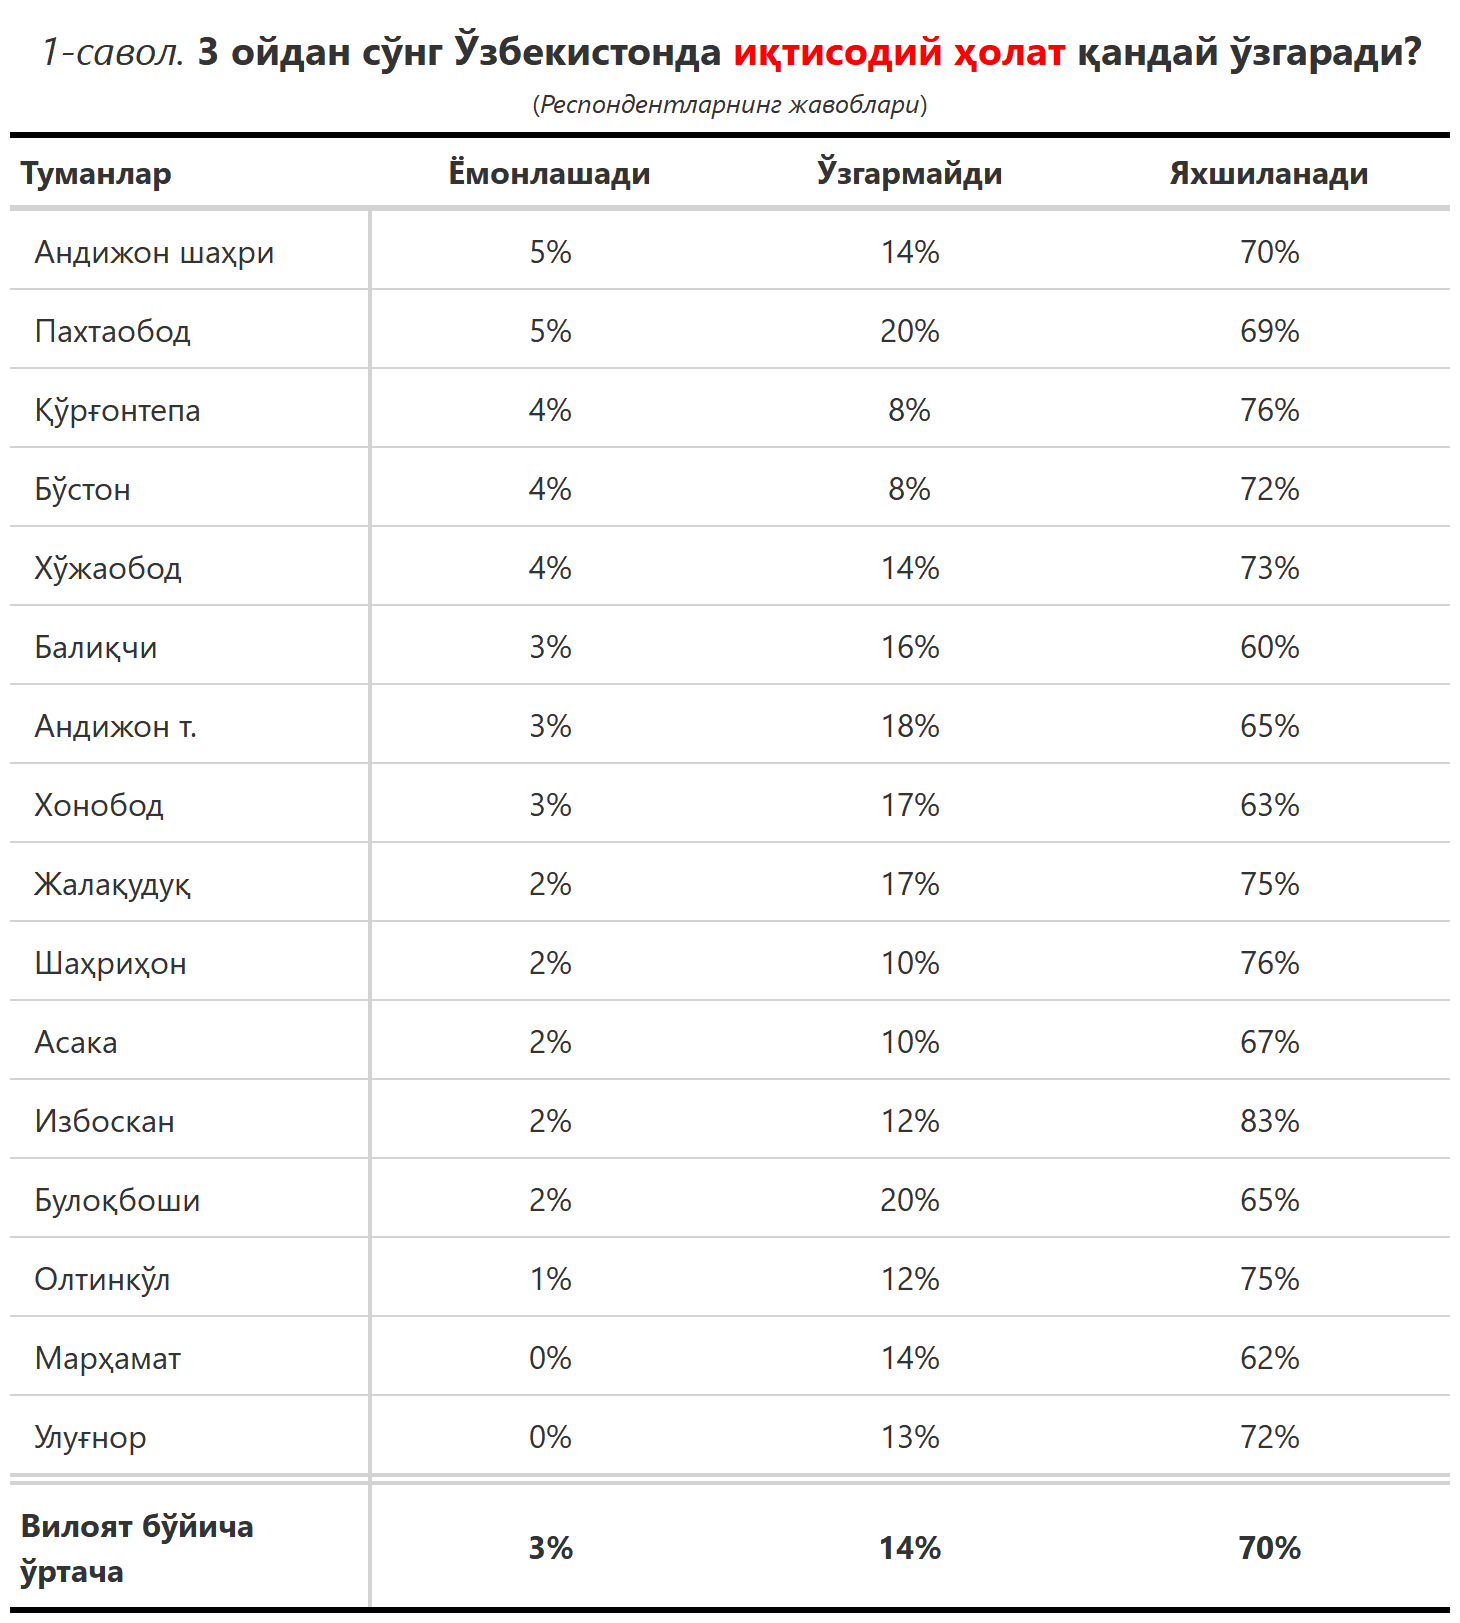 1-савол. 3 ойдан сўнг Ўзбекистонда иқтисодий ҳолат қандай ўзгаради?
(Респондентларнинг жавоблари)
Туманлар Ёмонлашади Ўзгармайди Яхшиланади
Андижон шаҳри 5% 14% 70%
Пахтаобод 5% 20% 69%
Қўрғонтепа 4% 8% 76%
Бўстон 4% 8% 72%
Хўжаобод 4% 14% 73%
Балиқчи 3% 16% 60%
Андижон т. 3% 18% 65%
Хонобод 3% 17% 63%
Жалақудуқ 2% 17% 75%
Шаҳриҳон 2% 10% 76%
Асака 2% 10% 67%
Избоскан 2% 12% 83%
Булоқбоши 2% 20% 65%
Олтинкўл 1% 12% 75%
Марҳамат 0% 14% 62%
Улуғнор 0% 13% 72%
Вилоят бўйича
ўртача 3% 14% 70%